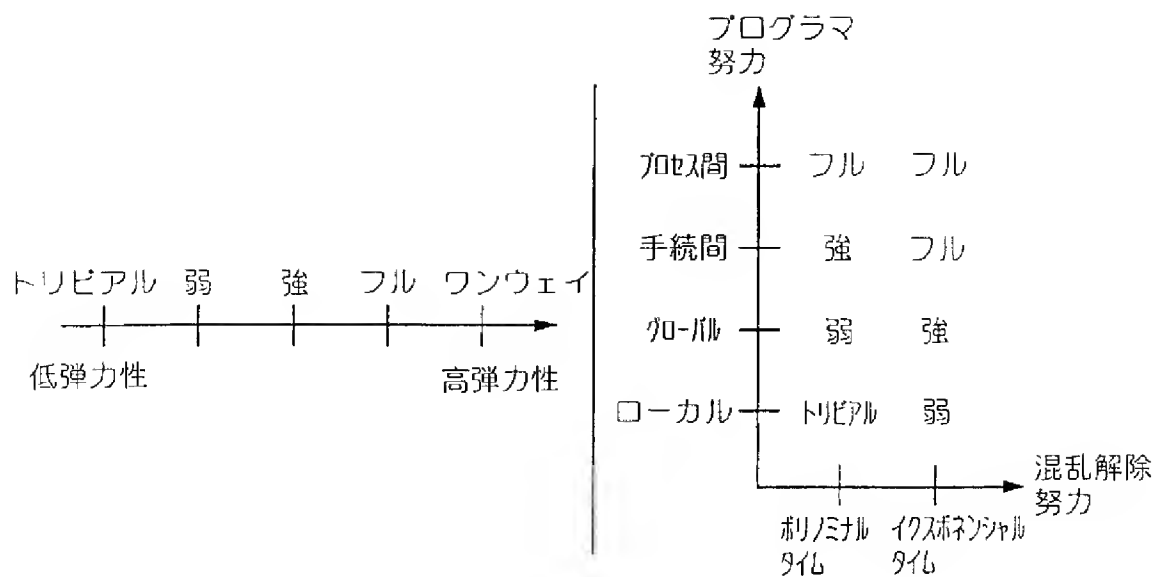 トリビアル 弱 強 フル ワンウェイ
低弾力性 高弾力性
プログラマ
努力
プロセス間 フル フル
手続間 強 フル
グローバル 弱 強
ローカル トリビアル 弱
混乱解除
努力
ポリノミナル イクスポネンシャル
タイム タイム